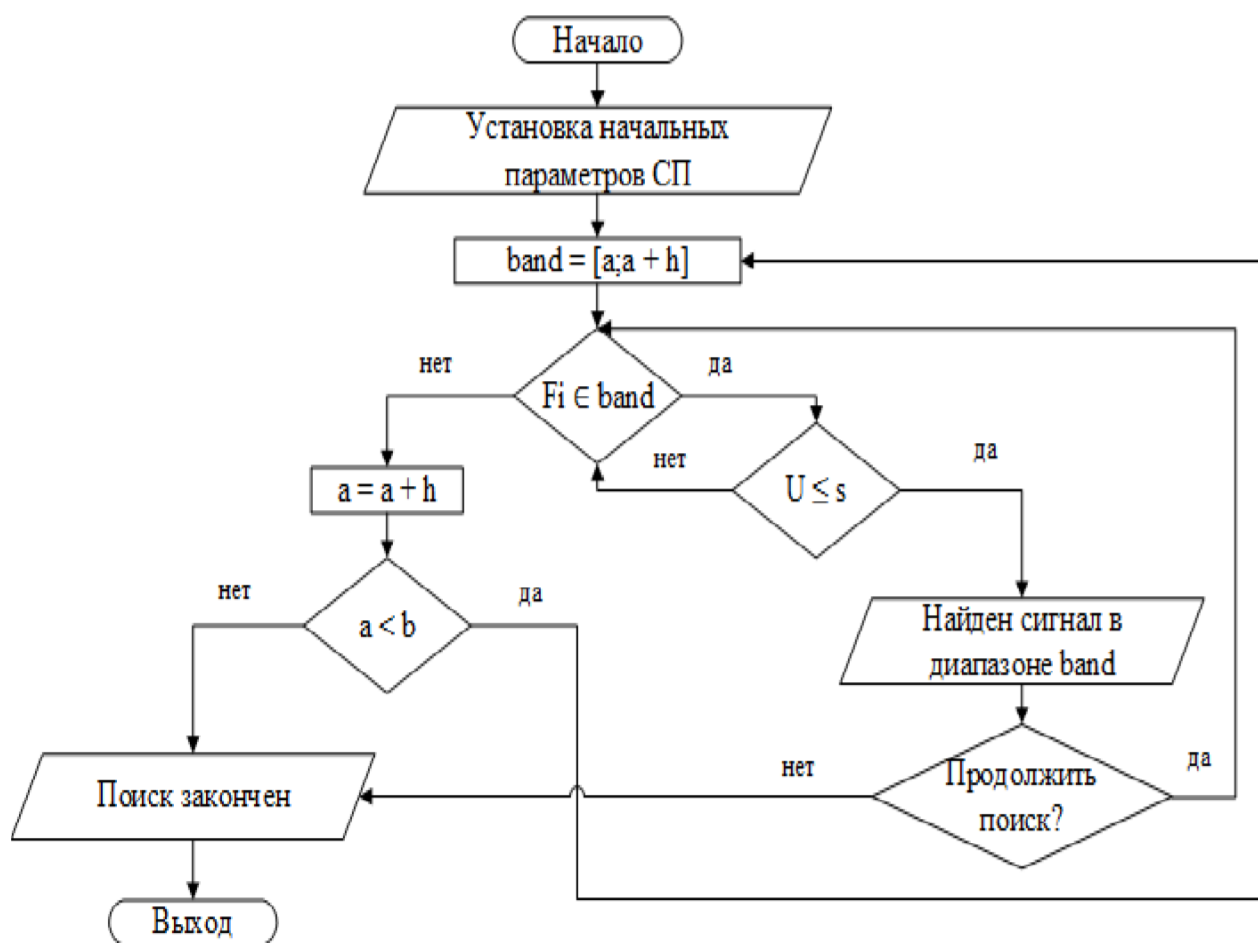 Начало
Установка начальных
параметров СП
band = [a;a + h]
нет
да
Fi ∈ band
нет
да
a = a + h
U ≤ s
нет
да
a < b
Найден сигнал в
диапазоне band
нет
да
Продолжить
поиск?
Поиск закончен
Выход